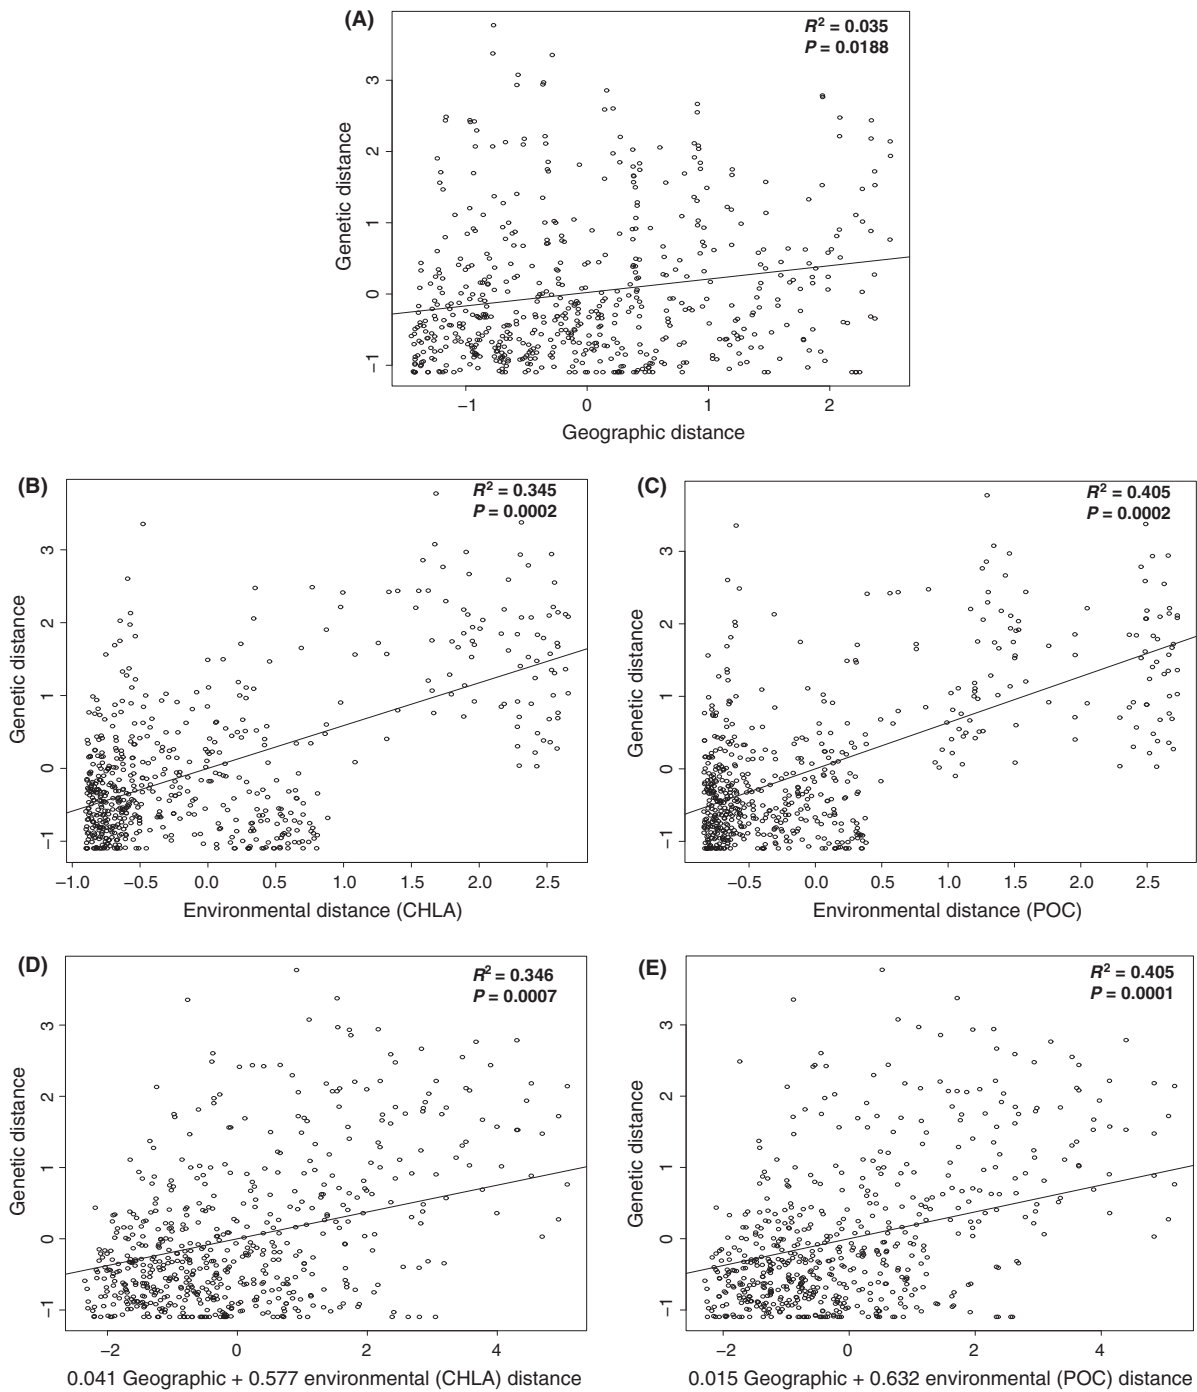 (A)
R² = 0.035
P = 0.0188
Genetic distance
3
2
1
0
−1
−1 0 1 2
Geographic distance
(B)
R² = 0.345
P = 0.0002
Genetic distance
3
2
1
0
−1
−1.0 −0.5 0.0 0.5 1.0 1.5 2.0 2.5
Environmental distance (CHLA)
(C)
R² = 0.405
P = 0.0002
Genetic distance
3
2
1
0
−1
−0.5 0.0 0.5 1.0 1.5 2.0 2.5
Environmental distance (POC)
(D)
R² = 0.346
P = 0.0007
Genetic distance
3
2
1
0
−1
−2 0 2 4
0.041 Geographic + 0.577 environmental (CHLA) distance
(E)
R² = 0.405
P = 0.0001
Genetic distance
3
2
1
0
−1
−2 0 2 4
0.015 Geographic + 0.632 environmental (POC) distance